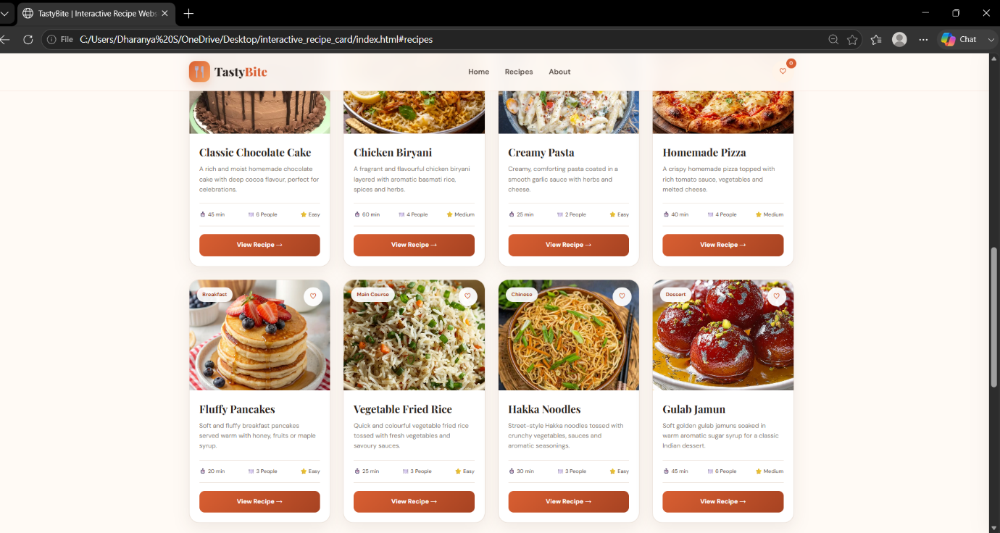 TastyBite | Interactive Recipe Webs
File C:/Users/Dharanya%20S/OneDrive/Desktop/interactive_recipe_card/index.html#recipes
Chat
TastyBite
Home Recipes About
0
Classic Chocolate Cake
A rich and moist homemade chocolate
cake with deep cocoa flavour, perfect for
celebrations.
45 min 6 People Easy
View Recipe →
Chicken Biryani
A fragrant and flavourful chicken biryani
layered with aromatic basmati rice,
spices and herbs.
60 min 4 People Medium
View Recipe →
Creamy Pasta
Creamy, comforting pasta coated in a
smooth garlic sauce with herbs and
cheese.
25 min 2 People Easy
View Recipe →
Homemade Pizza
A crispy homemade pizza topped with
rich tomato sauce, vegetables and
melted cheese.
40 min 4 People Medium
View Recipe →
Breakfast
Fluffy Pancakes
Soft and fluffy breakfast pancakes
served warm with honey, fruits or maple
syrup.
20 min 3 People Easy
View Recipe →
Main Course
Vegetable Fried Rice
Quick and colourful vegetable fried rice
tossed with fresh vegetables and
savoury sauces.
25 min 3 People Easy
View Recipe →
Chinese
Hakka Noodles
Street-style Hakka noodles tossed with
crunchy vegetables, sauces and
aromatic seasonings.
30 min 3 People Easy
View Recipe →
Dessert
Gulab Jamun
Soft golden gulab jamuns soaked in
warm aromatic sugar syrup for a classic
Indian dessert.
45 min 6 People Medium
View Recipe →